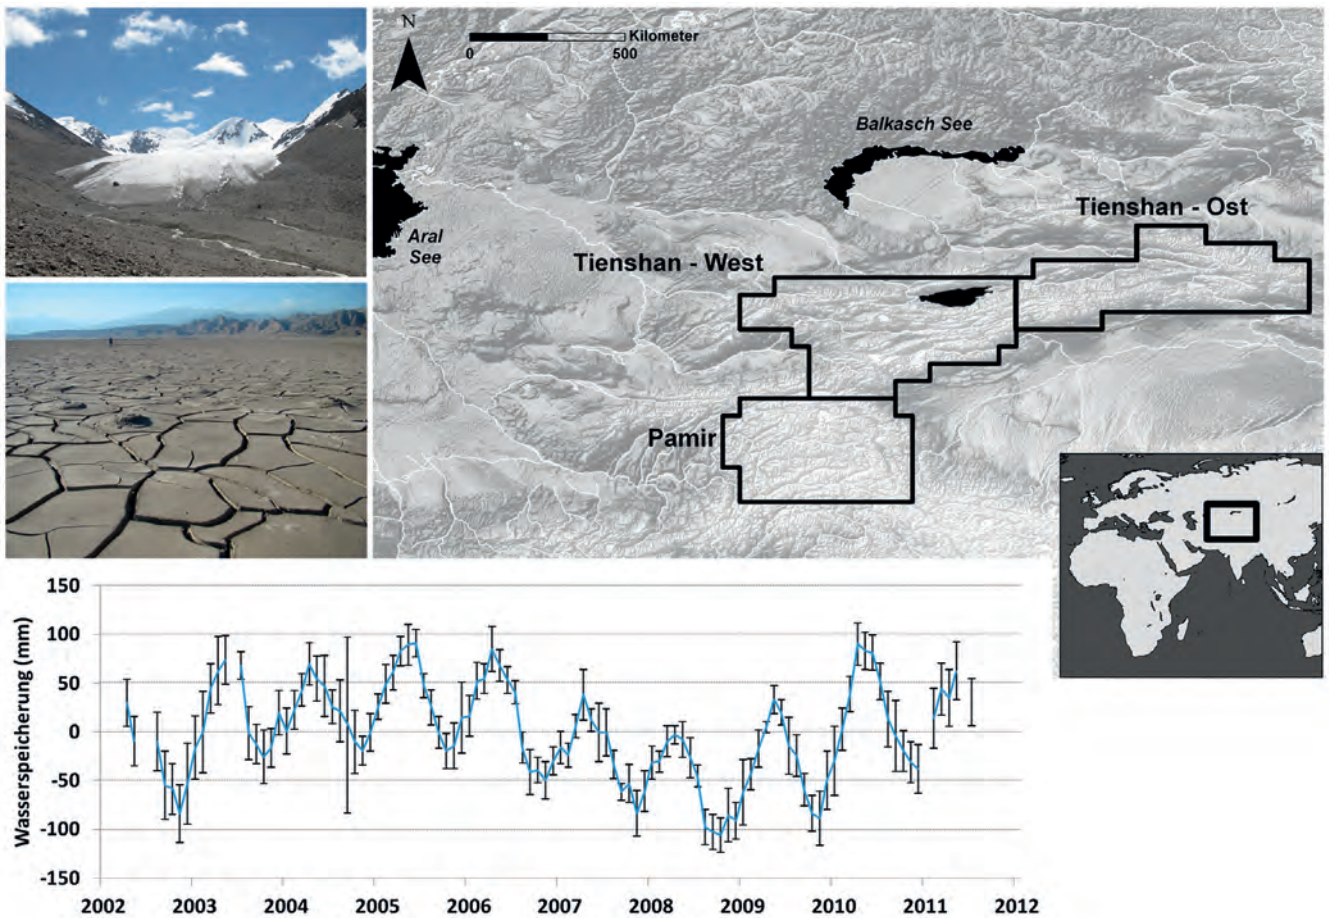 N
Kilometer
0 500
Balkasch See
Tienshan - Ost
Aral
See
Tienshan - West
Pamir
Wasserspeicherung (mm)
150
100
50
0
-50
-100
-150
2002 2003 2004 2005 2006 2007 2008 2009 2010 2011 2012